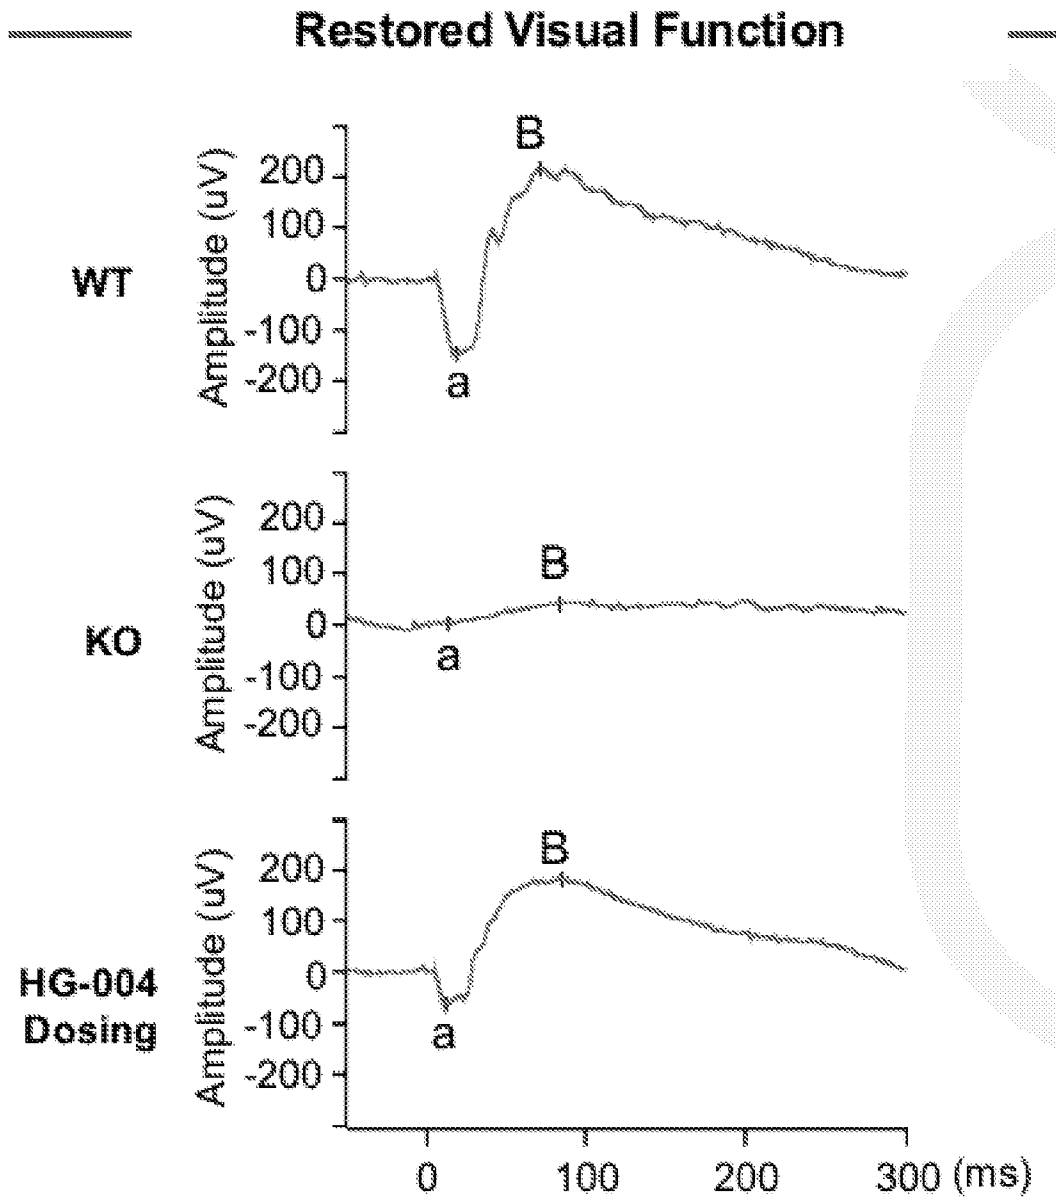 Restored Visual Function
WT
Amplitude (uV)
200
100
0
-100
-200
B
a
KO
Amplitude (uV)
200
100
0
-100
-200
B
a
HG-004
Dosing
Amplitude (uV)
200
100
0
-100
-200
B
a
0 100 200 300 (ms)